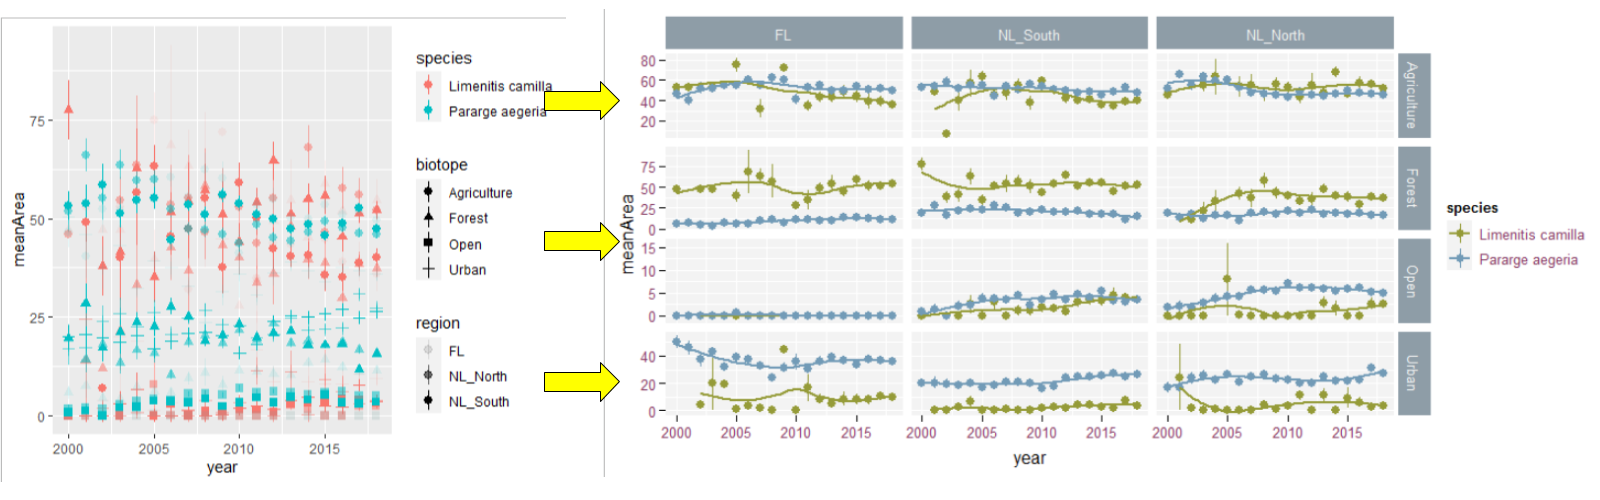 species
Limenitis camilla
Pararge aegeria
biotope
Agriculture
Forest
Open
Urban
region
FL
NL_North
NL_South
meanArea
75
50
25
0
2000 2005 2010 2015
year
FL NL_South NL_North
Agriculture
Forest
Open
Urban
meanArea
80
60
40
20
75
50
25
0
15
10
5
0
40
20
0
2000 2005 2010 2015 2000 2005 2010 2015 2000 2005 2010 2015
year
species
Limenitis camilla
Pararge aegeria